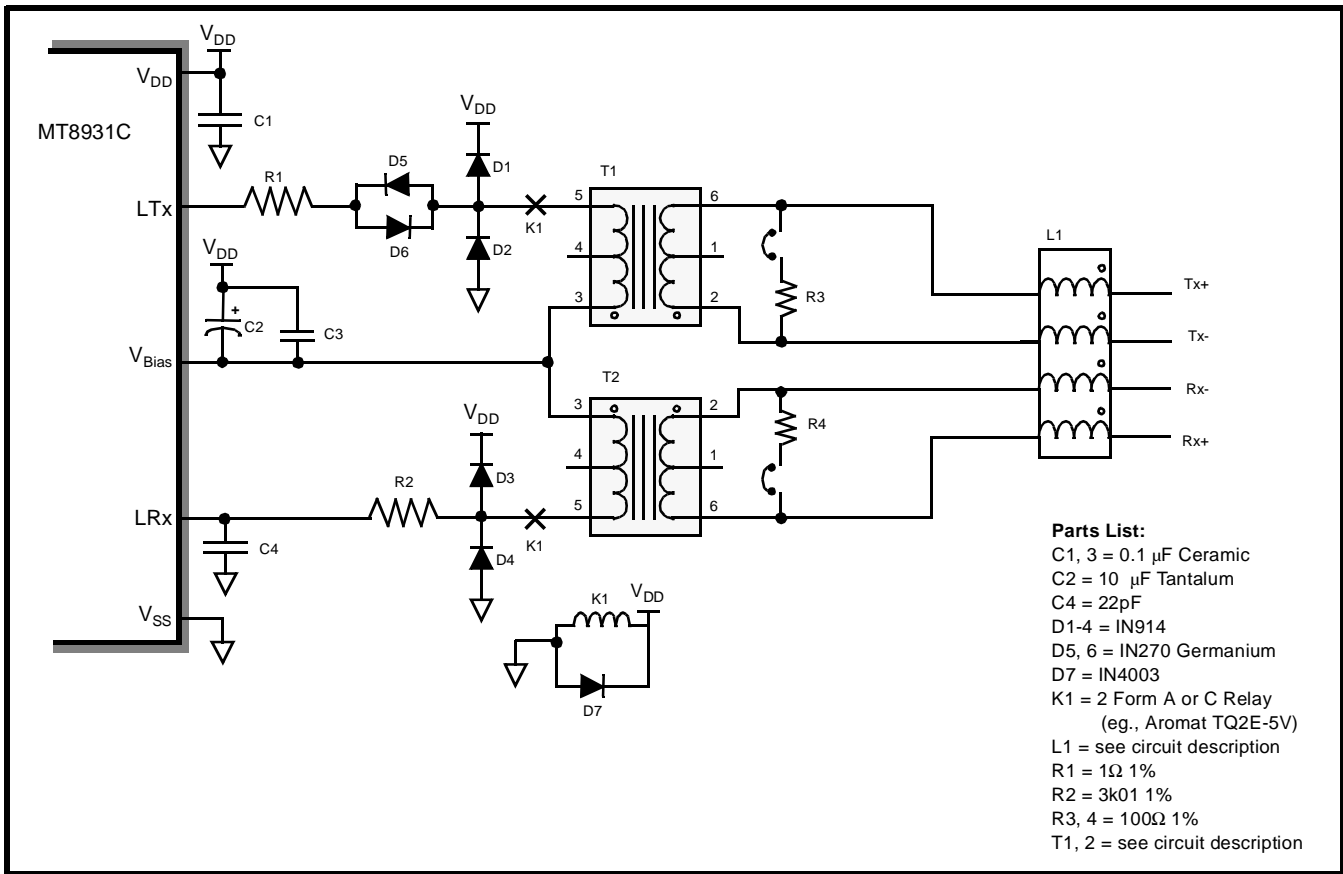 VDD
VDD
MT8931C
C1
VDD
D5
D1
T1
R1
LTx
5
6
K1
D6
D2
4
1
VDD
3
2
R3
L1
Tx+
+
C2
C3
Tx-
VBias
T2
Rx-
3
2
R4
VDD
Rx+
4
1
R2
D3
LRx
5
6
K1
C4
D4
VSS
K1
VDD
D7
Parts List:
C1, 3 = 0.1 μF Ceramic
C2 = 10 μF Tantalum
C4 = 22pF
D1-4 = IN914
D5, 6 = IN270 Germanium
D7 = IN4003
K1 = 2 Form A or C Relay
(eg., Aromat TQ2E-5V)
L1 = see circuit description
R1 = 1Ω 1%
R2 = 3k01 1%
R3, 4 = 100Ω 1%
T1, 2 = see circuit description